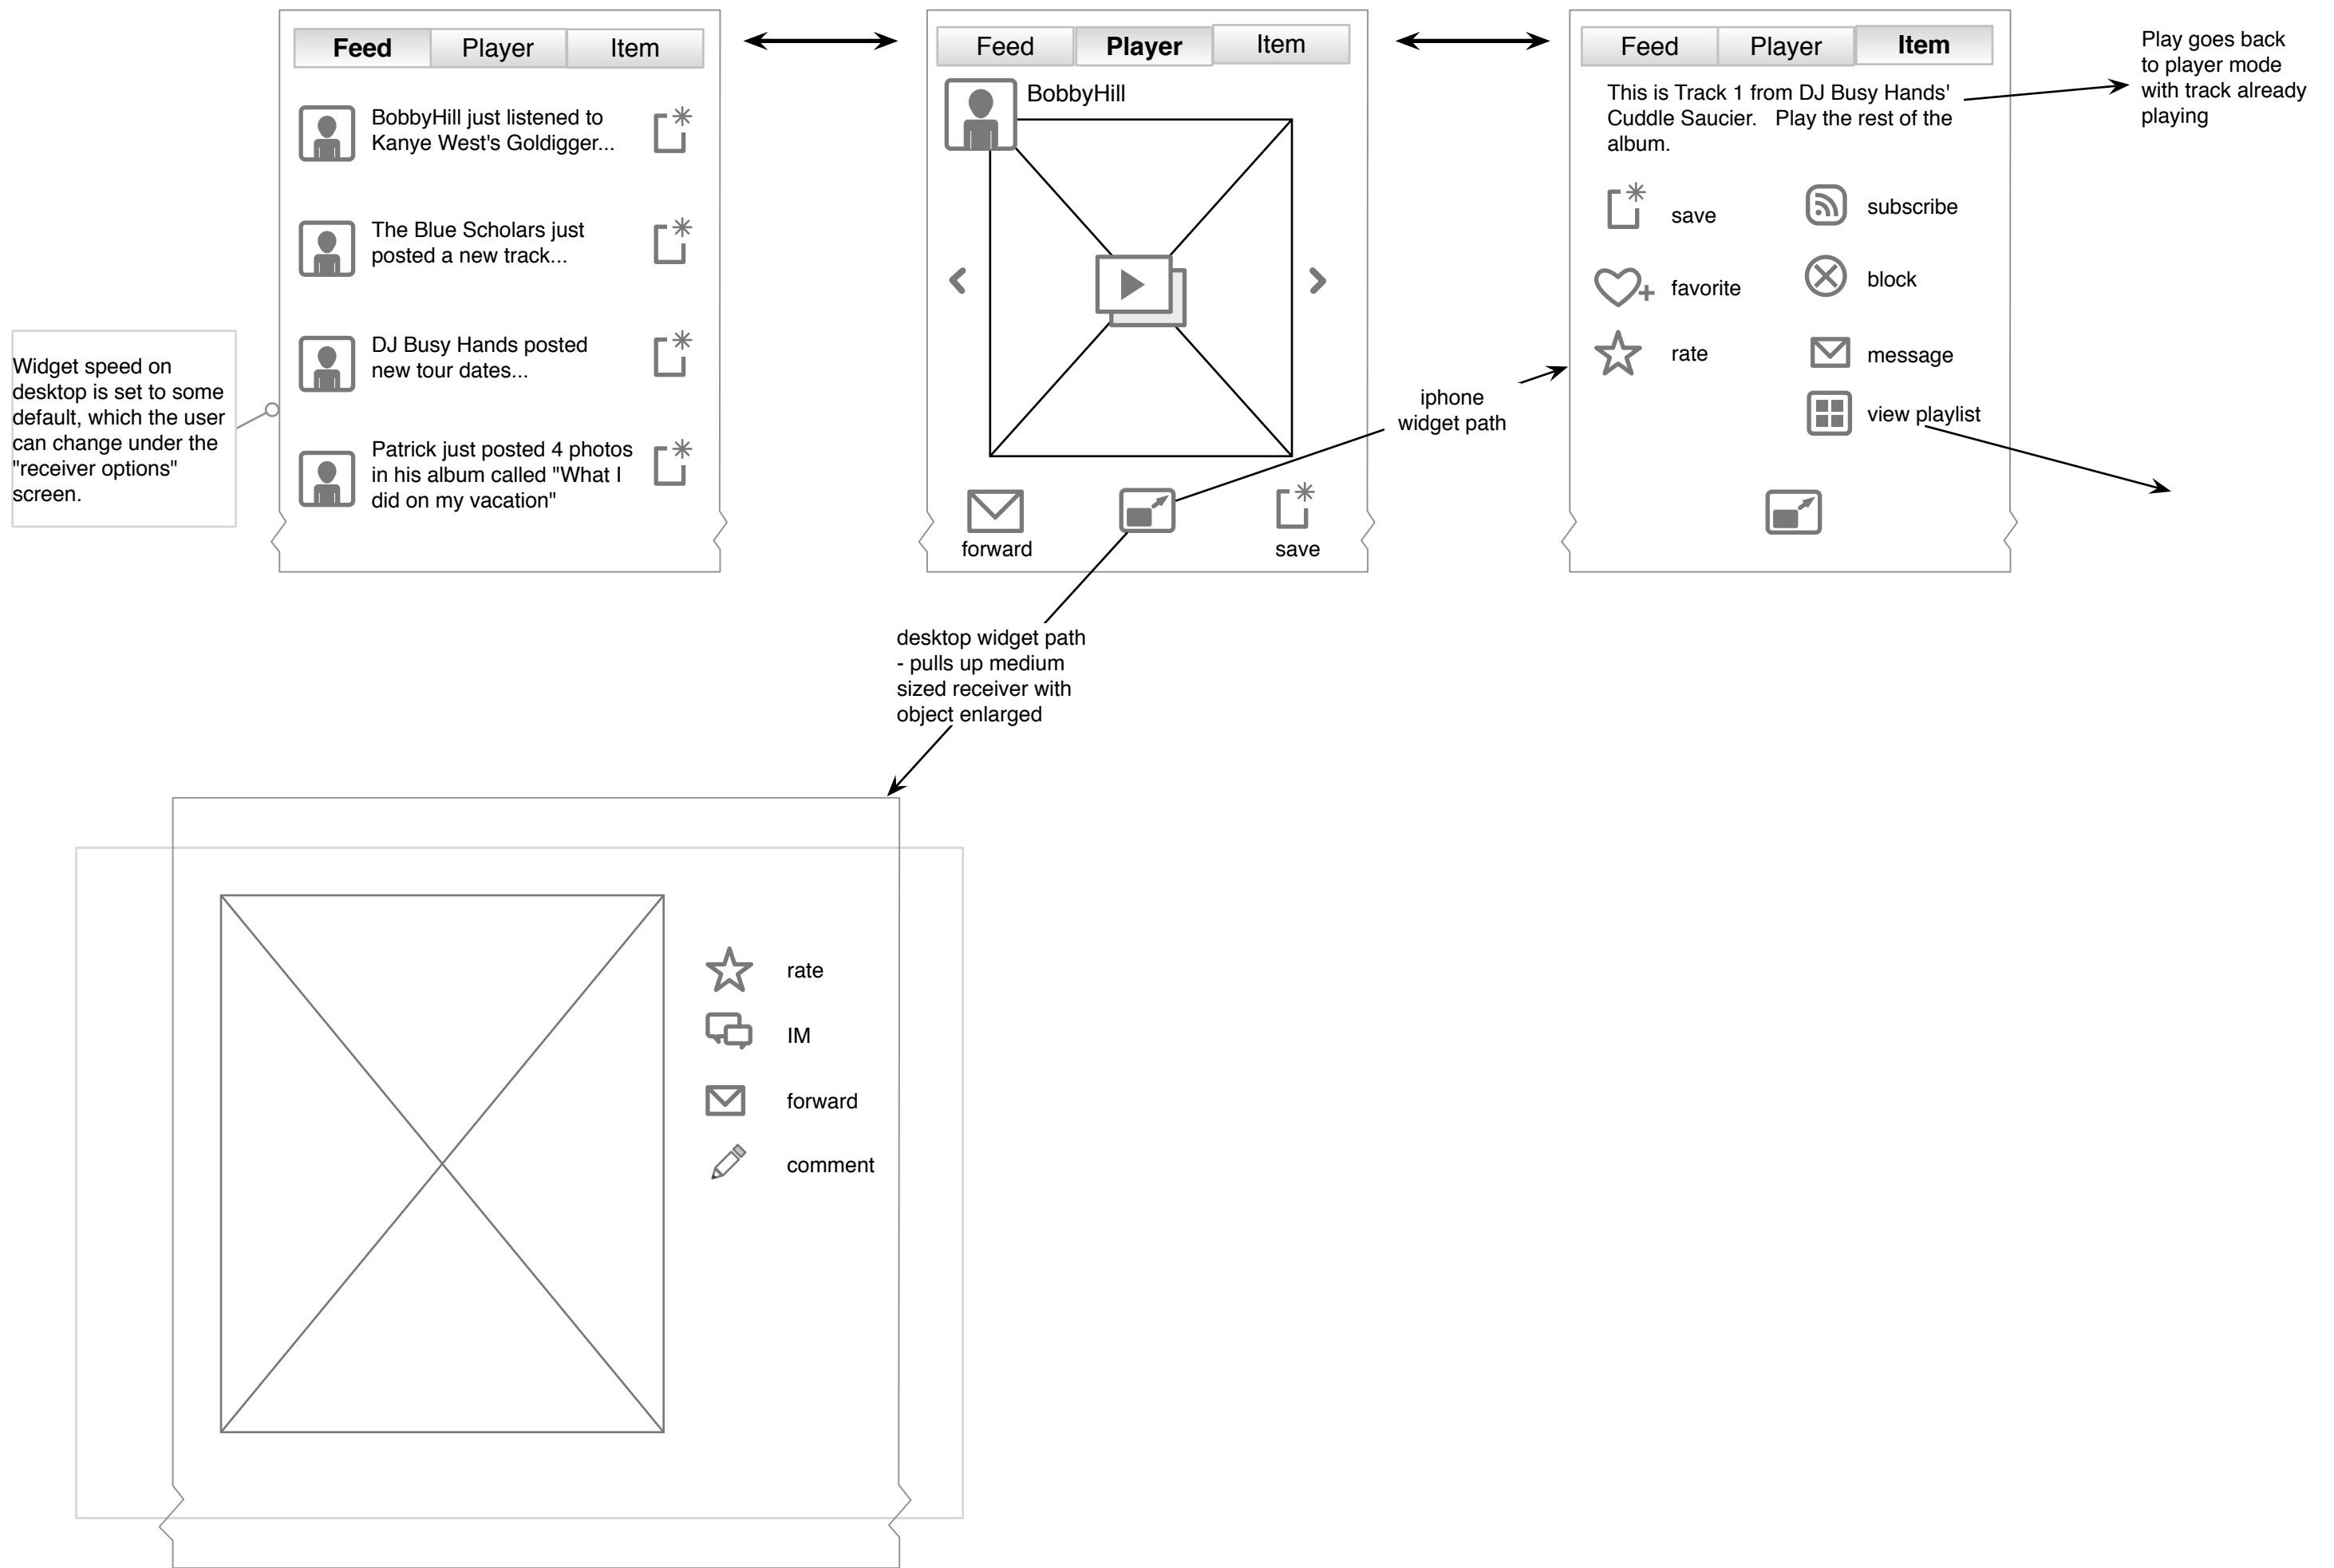 Feed
Player
Item
BobbyHill just listened to
Kanye West's Goldigger...
The Blue Scholars just
posted a new track...
DJ Busy Hands posted
new tour dates...
Patrick just posted 4 photos
in his album called "What I
did on my vacation"
Widget speed on
desktop is set to some
default, which the user
can change under the
"receiver options"
screen.
Feed
Player
Item
BobbyHill
forward
save
iphone
widget path
desktop widget path
- pulls up medium
sized receiver with
object enlarged
Feed
Player
Item
This is Track 1 from DJ Busy Hands'
Cuddle Saucier.   Play the rest of the
album.
save
subscribe
favorite
block
rate
message
view playlist
Play goes back
to player mode
with track already
playing
rate
IM
forward
comment